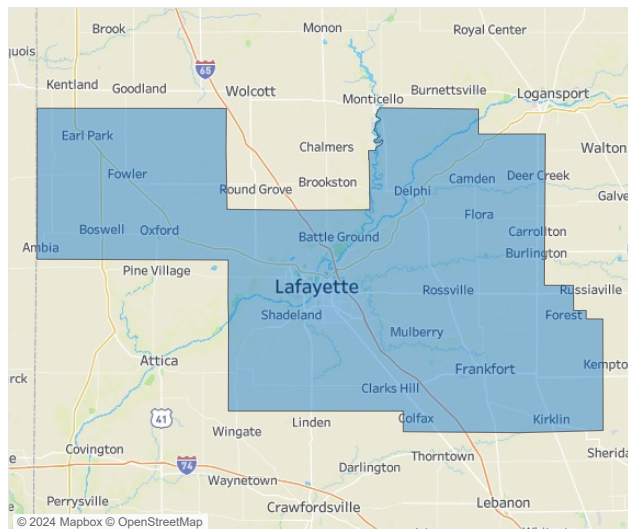 Brook
Monon
Royal Center
quois
65
Kentland
Goodland
Wolcott
Monticello
Burnettsville
Logansport
Earl Park
Chalmers
Walton
Fowler
Round Grove
Brookston
Camden
Deer Creek
Delphi
Galve
Flora
Boswell
Oxford
Battle Ground
Carrollton
Ambia
Burlington
Pine Village
Lafayette
Rossville
Russiaville
Shadeland
Forest
Mulberry
Attica
Frankfort
Kempto
rck
Clarks Hill
41
Linden
Colfax
Kirklin
Wingate
Covington
Thorntown
Sherida
74
Darlington
Waynetown
Perrysville
Crawfordsville
Lebanon
© 2024 Mapbox © OpenStreetMap